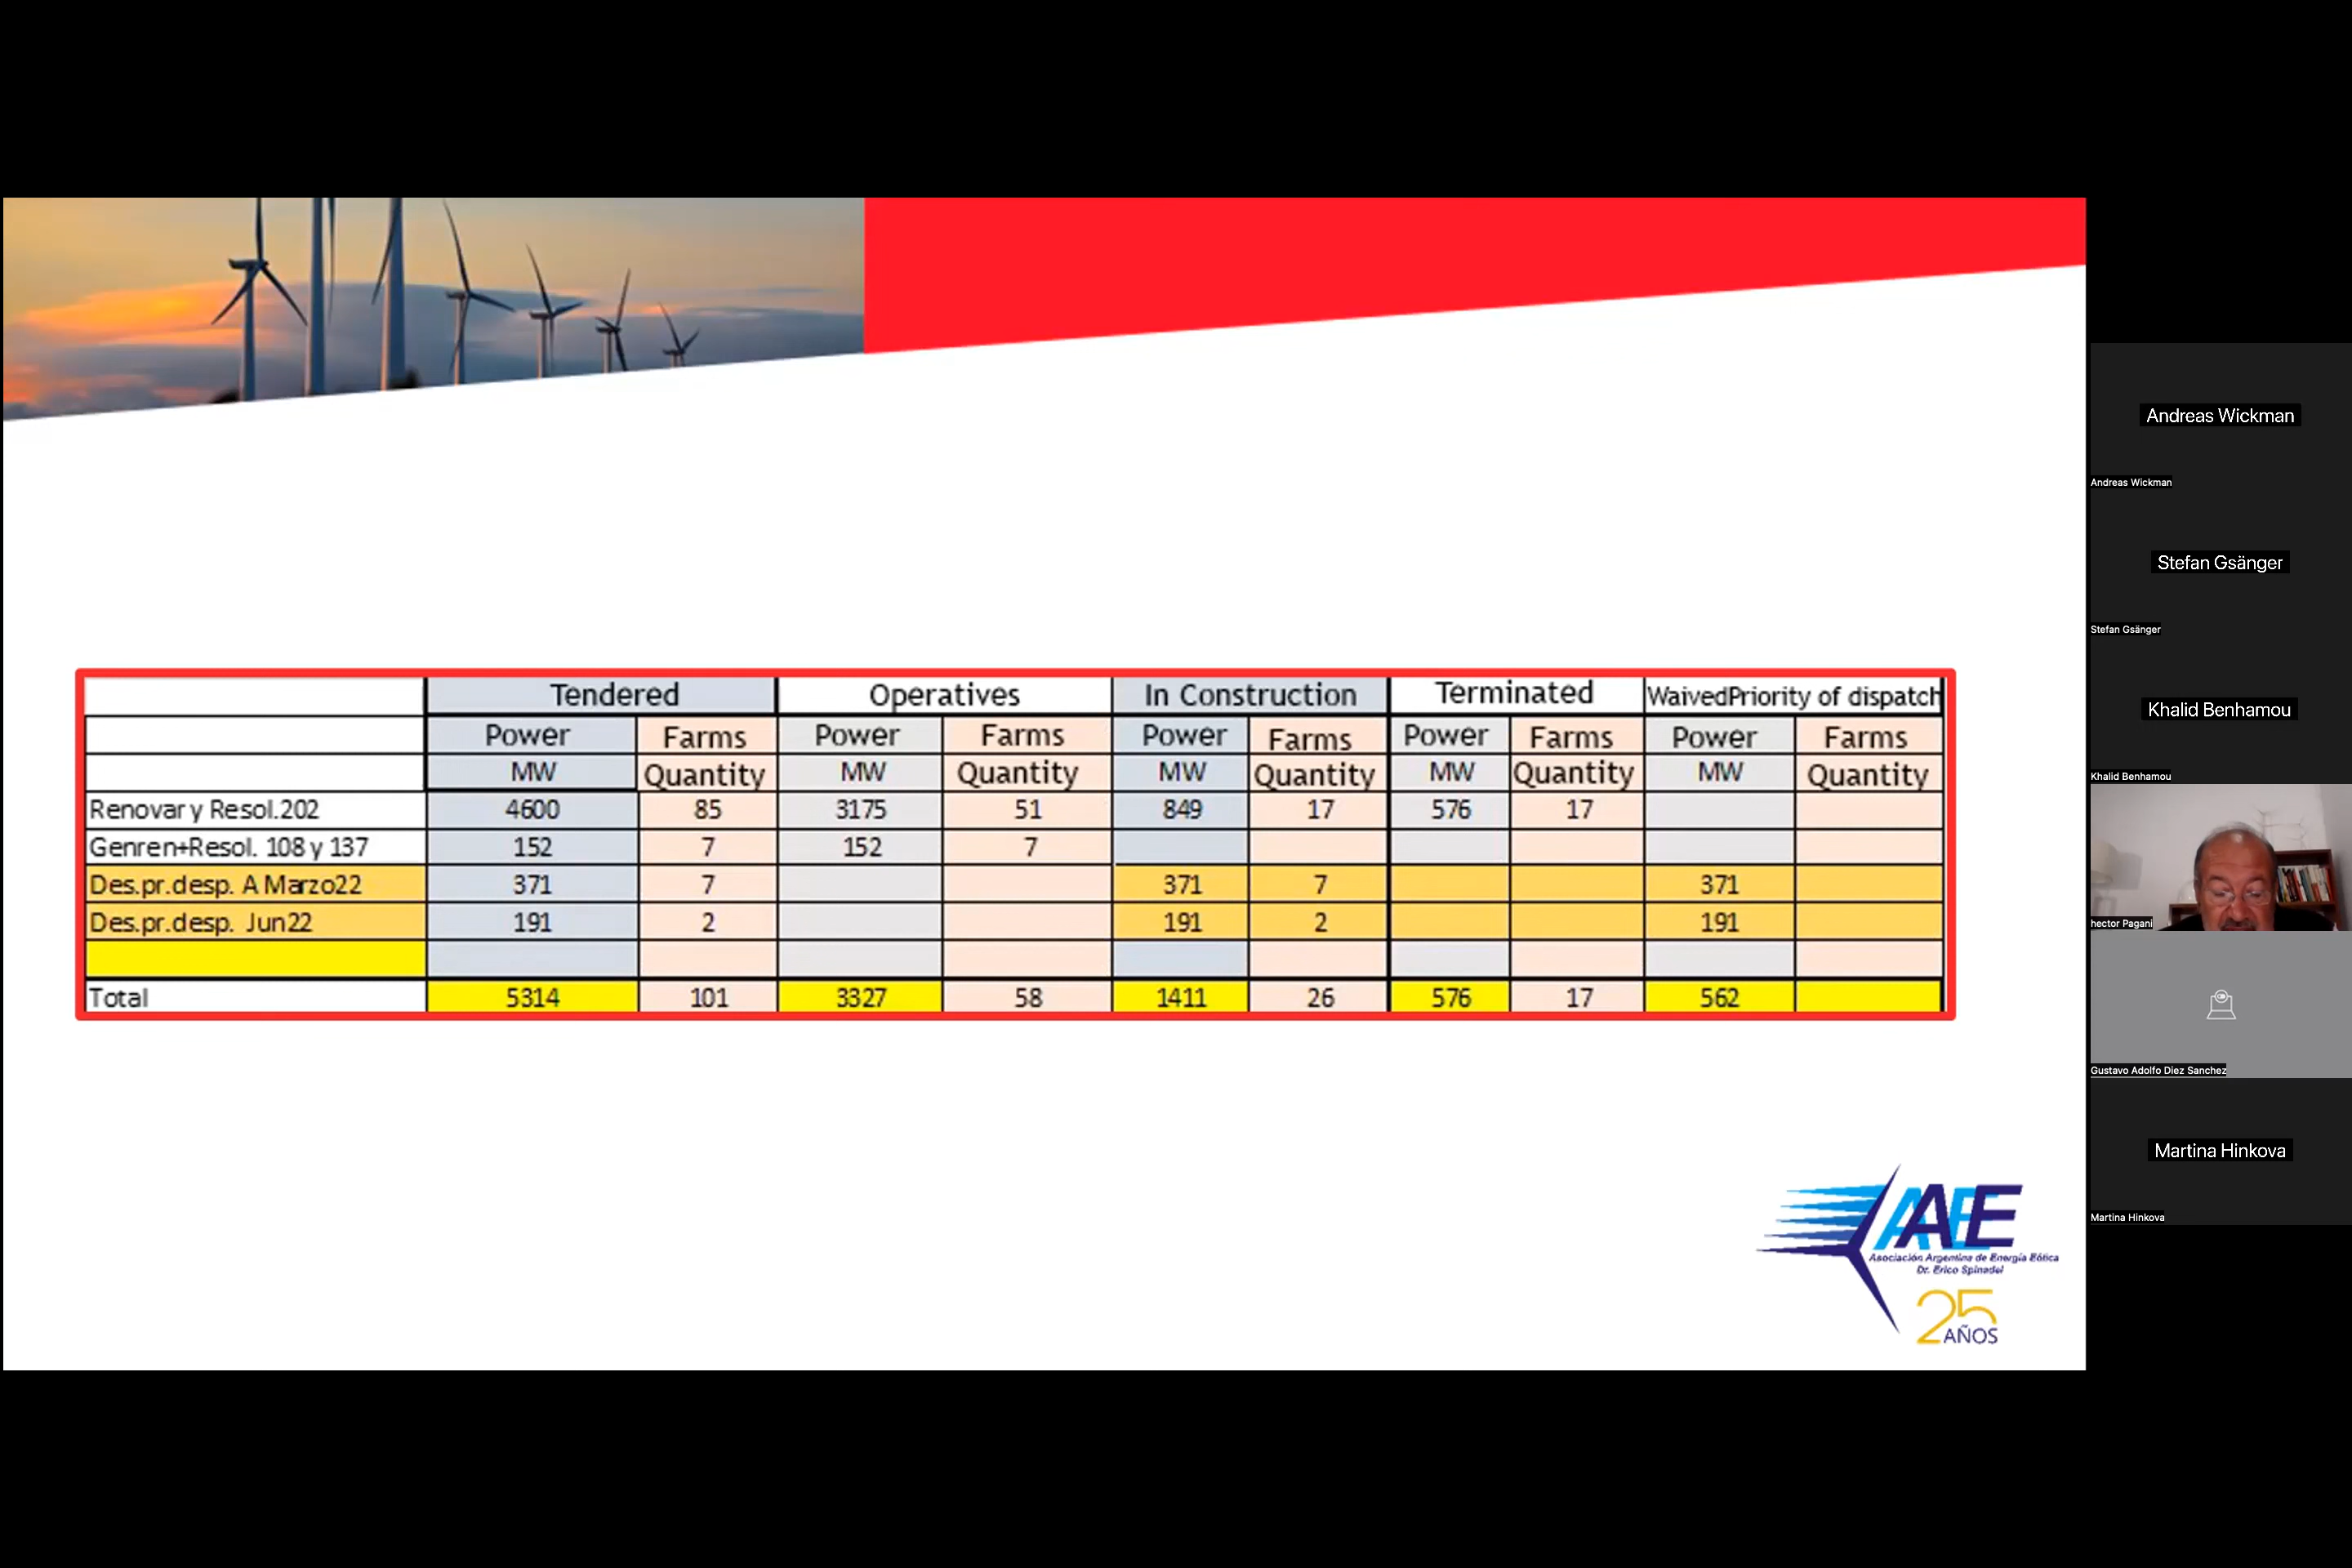 Tendered Operatives In Construction Terminated WaivedPriority of dispatch
Power Farms Power Farms Power Farms Power Farms Power Farms
MW Quantity MW Quantity MW Quantity MW Quantity MW Quantity
Renovar y Resol.202 4600 85 3175 51 849 17 576 17
Genren+Resol. 108 y 137 152 7 152 7
Des.pr.desp. A Marzo22 371 7 371 7 371
Des.pr.desp. Jun22 191 2 191 2 191
Total 5314 101 3327 58 1411 26 576 17 562
AAEE
Asociación Argentina de Energía Eólica
Dr. Erico Spinadel
25
AÑOS
Andreas Wickman
Andreas Wickman
Stefan Gsänger
Stefan Gsänger
Khalid Benhamou
Khalid Benhamou
hector Pagani
Gustavo Adolfo Diez Sanchez
Martina Hinkova
Martina Hinkova